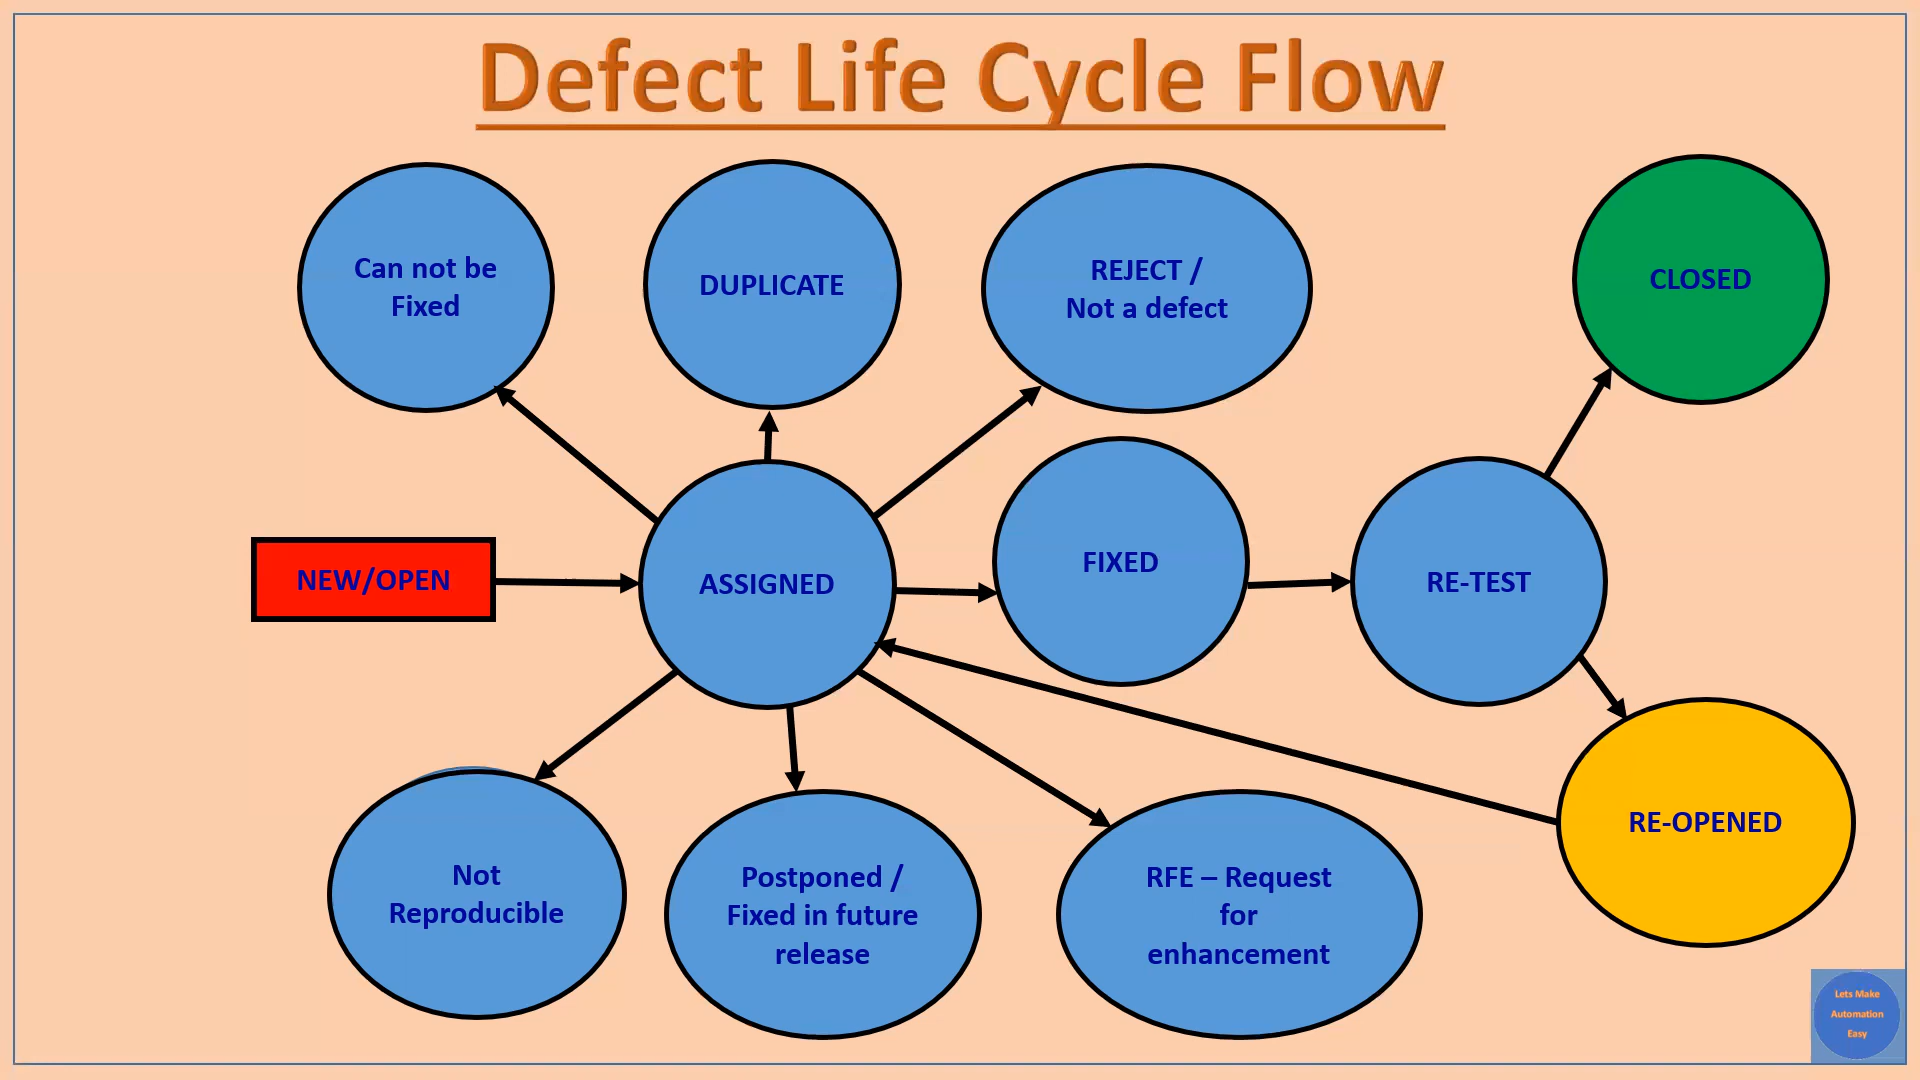 Defect Life Cycle Flow
Can not be
Fixed
DUPLICATE
REJECT /
Not a defect
CLOSED
NEW/OPEN
ASSIGNED
FIXED
RE-TEST
RE-OPENED
Not
Reproducible
Postponed /
Fixed in future
release
RFE – Request
for
enhancement
Lets Make
Automation
Easy